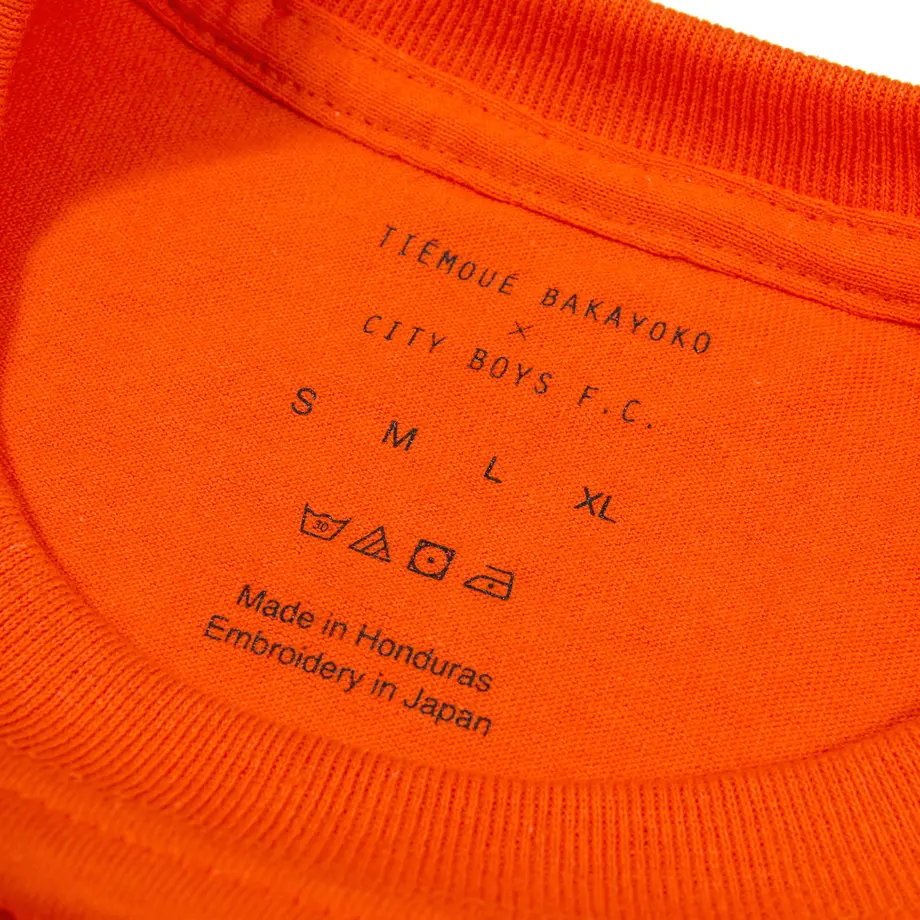 TIÉMOUÉ BAKAYOKO
×
CITY BOYS F.C.
S M L XL
30
Made in Honduras
Embroidery in Japan